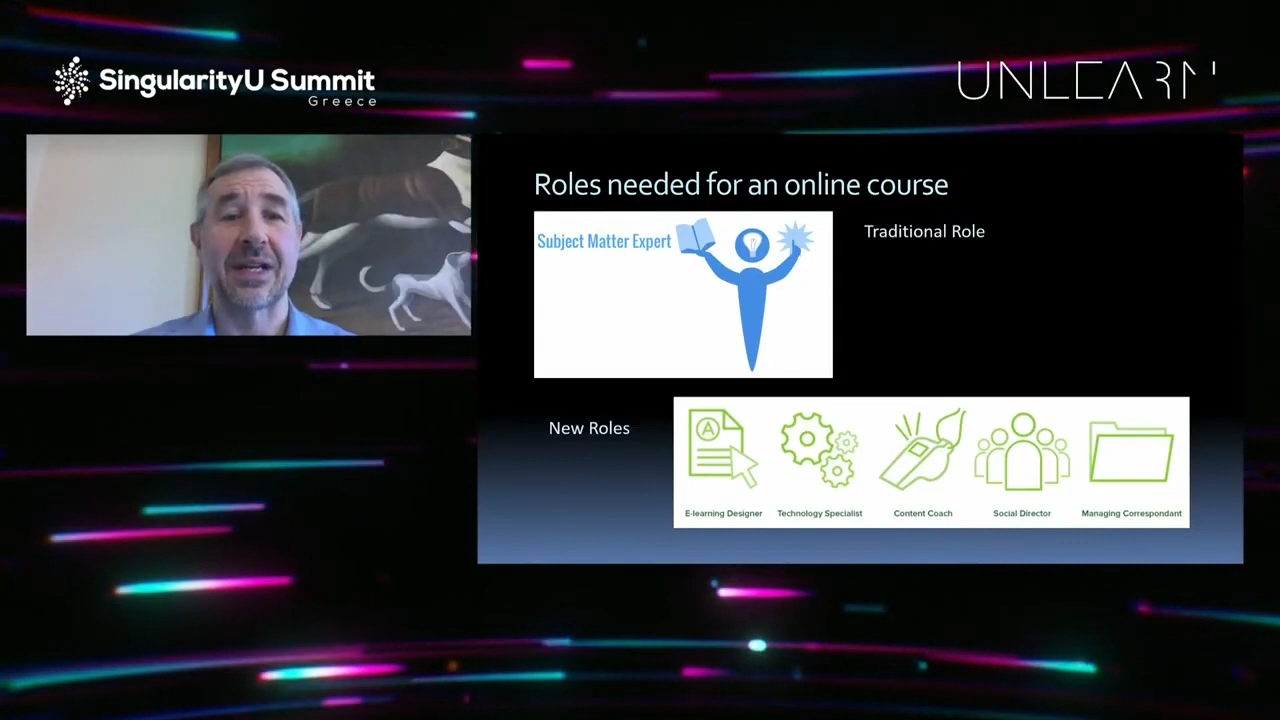 SingularityU Summit
Greece
UNLEARN
Roles needed for an online course
Subject Matter Expert
Traditional Role
New Roles
A
E-learning Designer
Technology Specialist
Content Coach
Social Director
Managing Correspondant